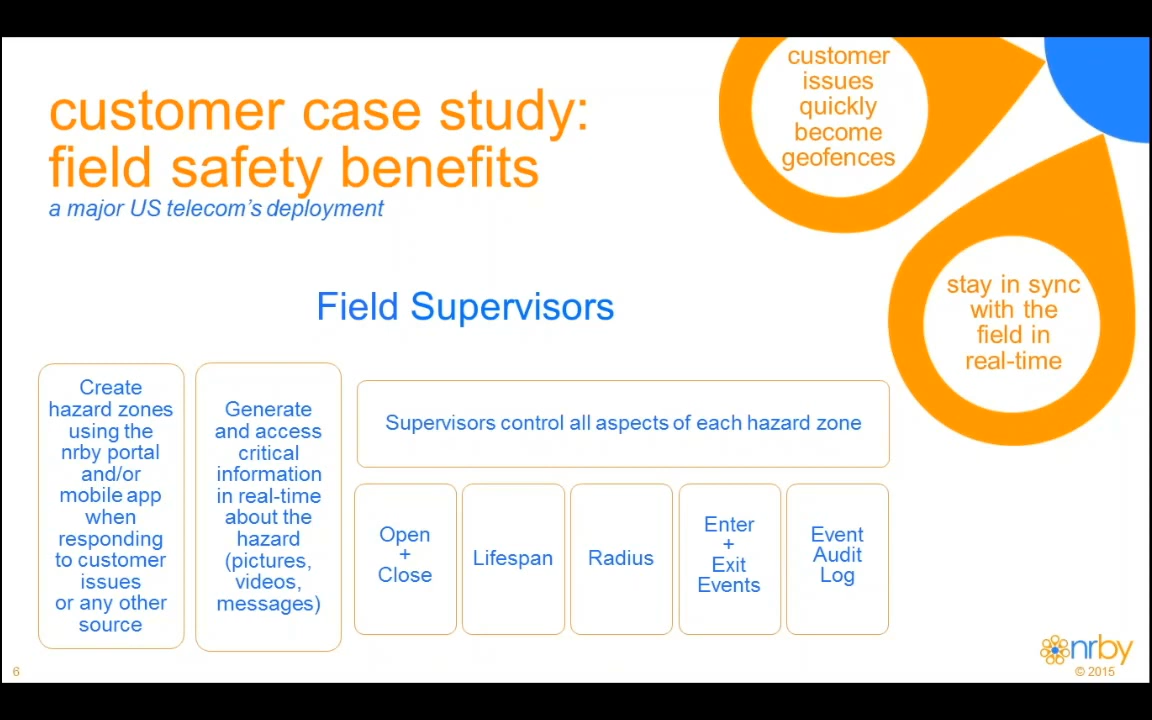 customer case study:
field safety benefits
a major US telecom's deployment
customer
issues
quickly
become
geofences
stay in sync
with the
field in
real-time
Field Supervisors
Create
hazard zones
using the
nrby portal
and/or
mobile app
when
responding
to customer
issues
or any other
source
Generate
and access
critical
information
in real-time
about the
hazard
(pictures,
videos,
messages)
Supervisors control all aspects of each hazard zone
Open
+
Close
Lifespan
Radius
Enter
+
Exit
Events
Event
Audit
Log
6
nrby
© 2015